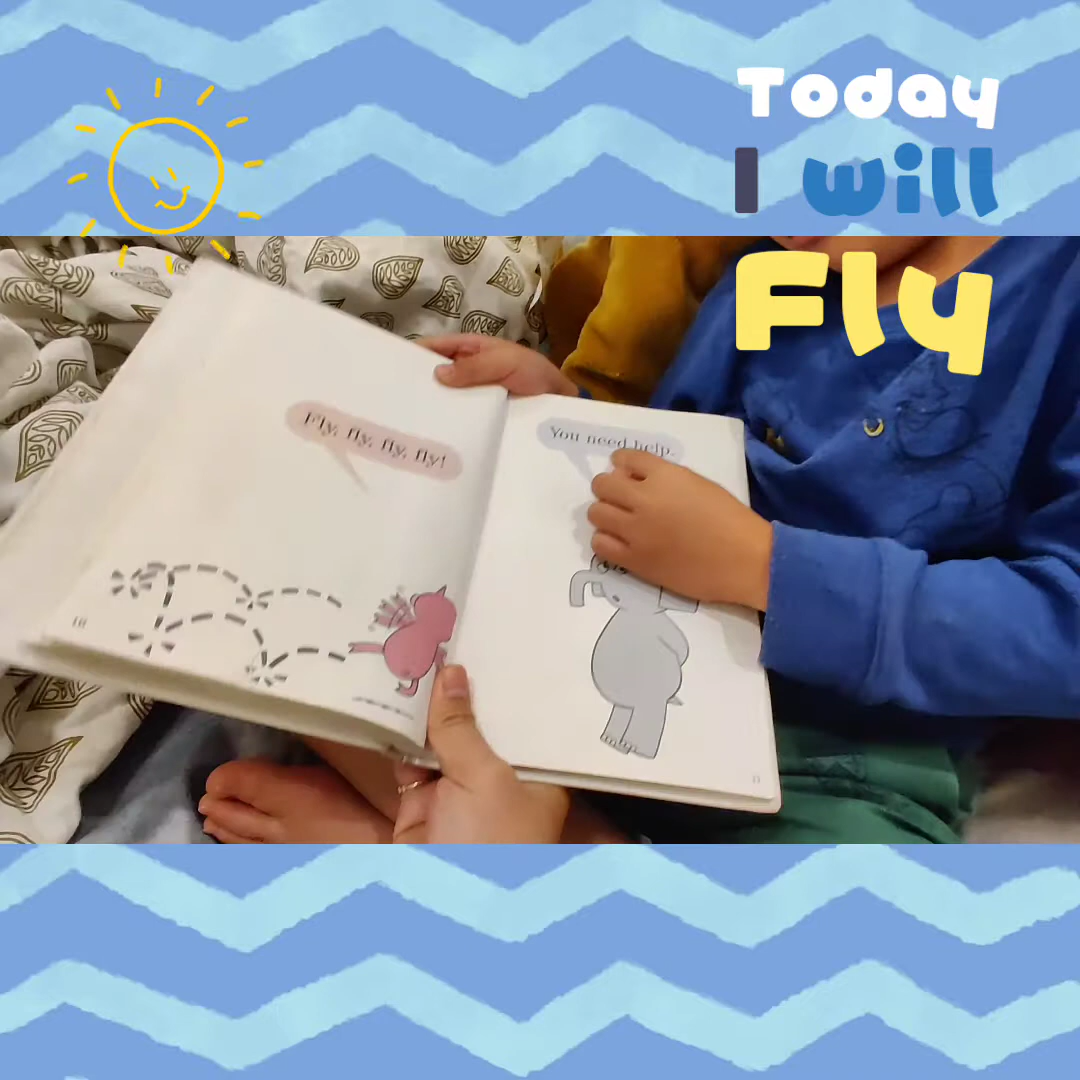 Today
I will
Fly
Fly, fly, fly, fly!
You need help.